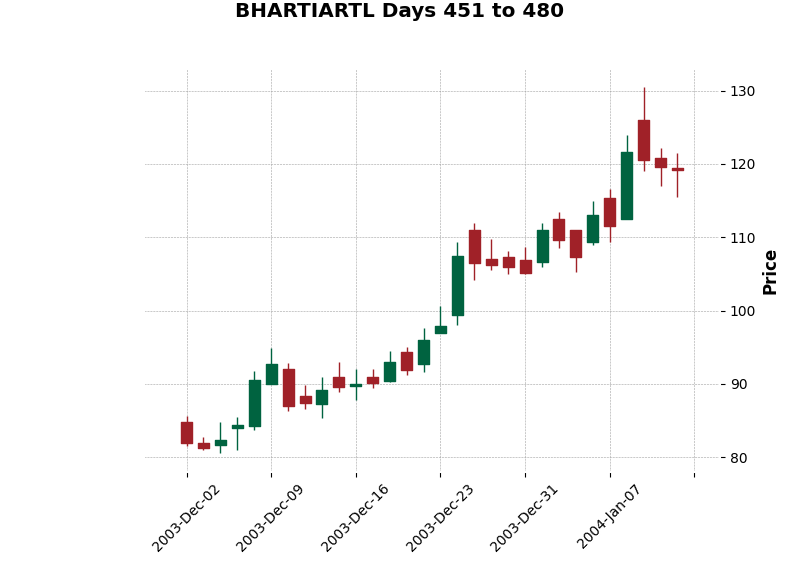 BHARTIARTL Days 451 to 480
130
120
110
100
90
80
Price
2003-Dec-02
2003-Dec-09
2003-Dec-16
2003-Dec-23
2003-Dec-31
2004-Jan-07